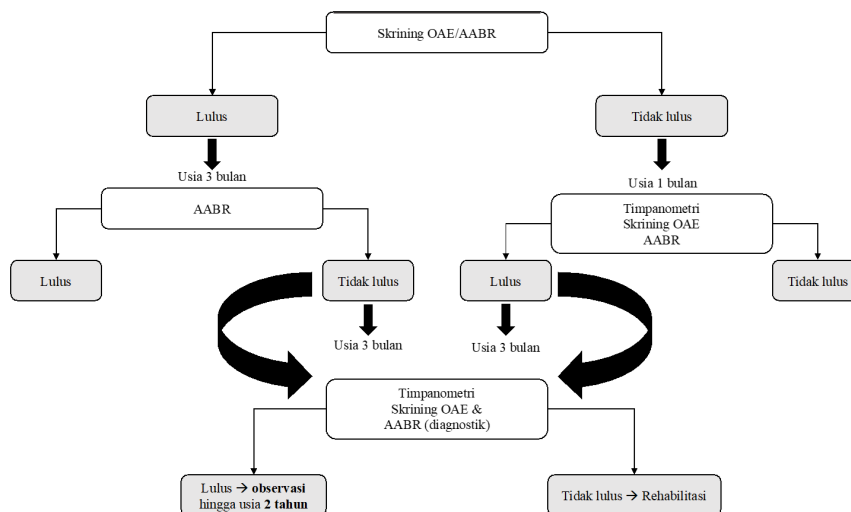 Skrining OAE/AABR
Lulus
Tidak lulus
Usia 3 bulan
Usia 1 bulan
AABR
Timpanometri
Skrining OAE
AABR
Lulus
Tidak lulus
Lulus
Tidak lulus
Usia 3 bulan
Usia 3 bulan
Timpanometri
Skrining OAE &
AABR (diagnostik)
Lulus → observasi
hingga usia 2 tahun
Tidak lulus → Rehabilitasi